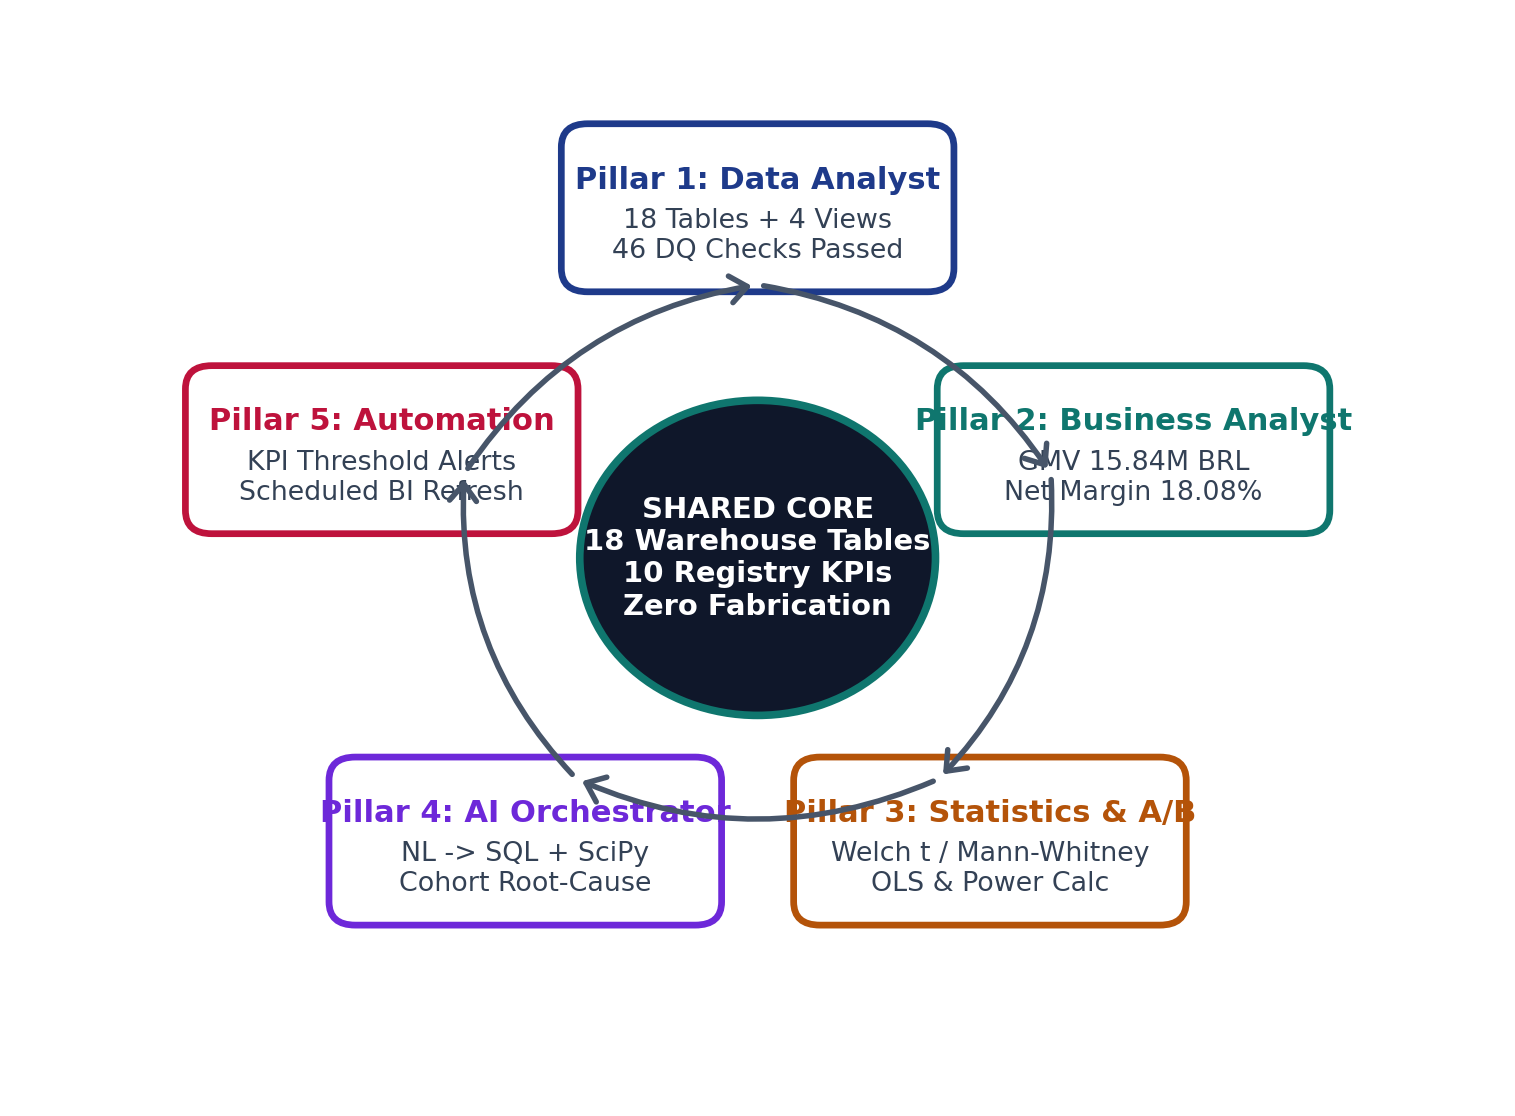 Pillar 1: Data Analyst
18 Tables + 4 Views
46 DQ Checks Passed
Pillar 5: Automation
KPI Threshold Alerts
Scheduled BI Refresh
Pillar 2: Business Analyst
GMV 15.84M BRL
Net Margin 18.08%
SHARED CORE
18 Warehouse Tables
10 Registry KPIs
Zero Fabrication
Pillar 4: AI Orchestrator
NL -> SQL + SciPy
Cohort Root-Cause
Pillar 3: Statistics & A/B
Welch t / Mann-Whitney
OLS & Power Calc